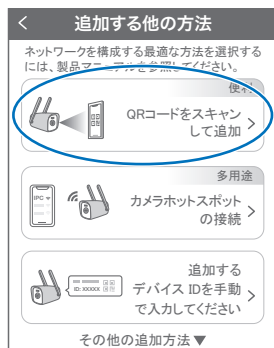 追加する他の方法
ネットワークを構成する最適な方法を選択する
には、製品マニュアルを参照してください。
便利
QRコードをスキャン
して追加
多用途
IPC
カメラホットスポット
の接続
ID: XXXXX
追加する
デバイス IDを手動
で入力してください
その他の追加方法▼